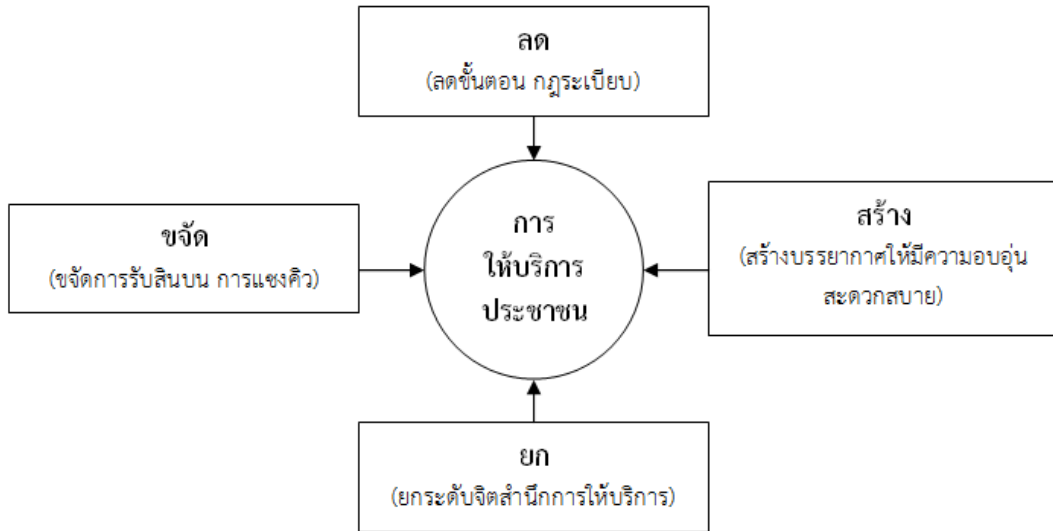 ลด
(ลดขั้นตอน กฎระเบียบ)
ขจัด
(ขจัดการรับสินบน การแซงคิว)
การ
ให้บริการ
ประชาชน
สร้าง
(สร้างบรรยากาศให้มีความอบอุ่น
สะดวกสบาย)
ยก
(ยกระดับจิตสำนึกการให้บริการ)